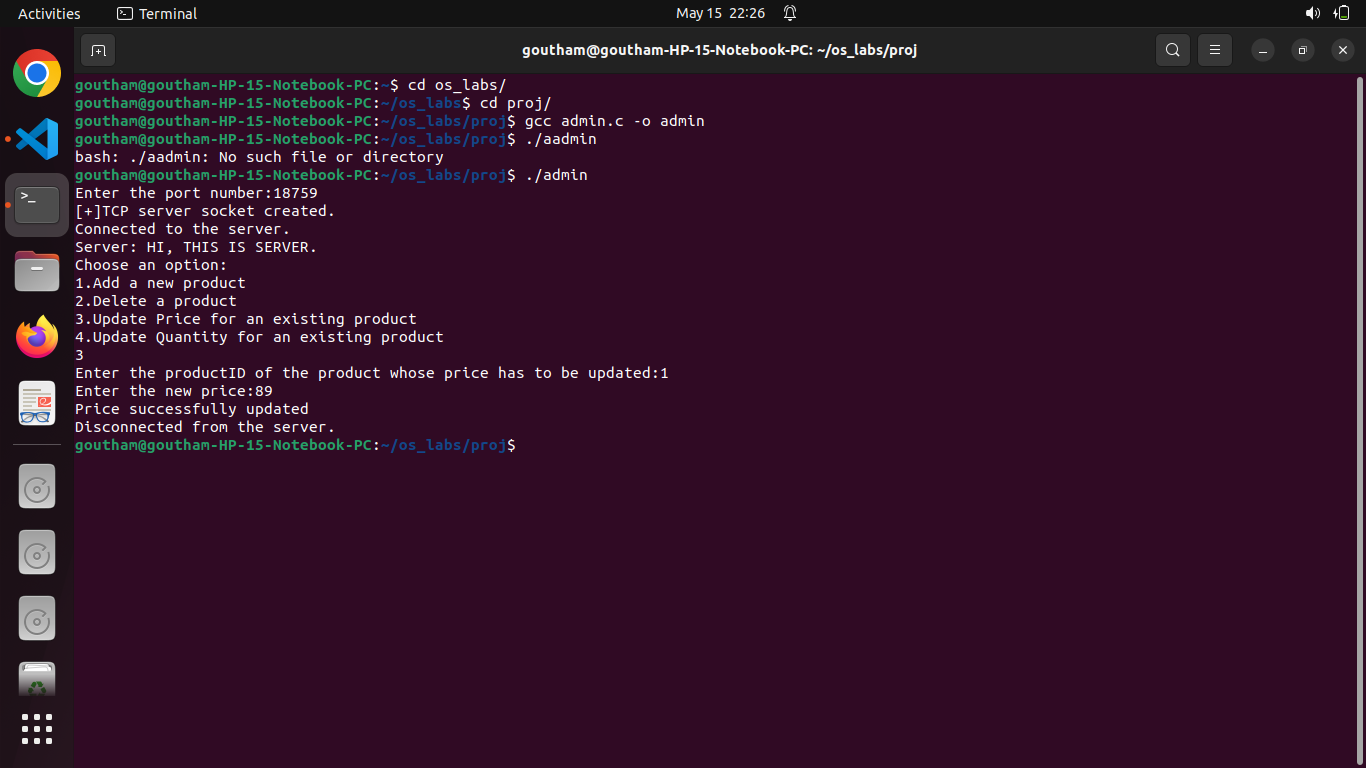 Activities Terminal May 15 22:26
goutham@goutham-HP-15-Notebook-PC: ~/os_labs/proj
goutham@goutham-HP-15-Notebook-PC:~$ cd os_labs/
goutham@goutham-HP-15-Notebook-PC:~/os_labs$ cd proj/
goutham@goutham-HP-15-Notebook-PC:~/os_labs/proj$ gcc admin.c -o admin
goutham@goutham-HP-15-Notebook-PC:~/os_labs/proj$ ./aadmin
bash: ./aadmin: No such file or directory
goutham@goutham-HP-15-Notebook-PC:~/os_labs/proj$ ./admin
Enter the port number:18759
[+]TCP server socket created.
Connected to the server.
Server: HI, THIS IS SERVER.
Choose an option:
1.Add a new product
2.Delete a product
3.Update Price for an existing product
4.Update Quantity for an existing product
3
Enter the productID of the product whose price has to be updated:1
Enter the new price:89
Price successfully updated
Disconnected from the server.
goutham@goutham-HP-15-Notebook-PC:~/os_labs/proj$